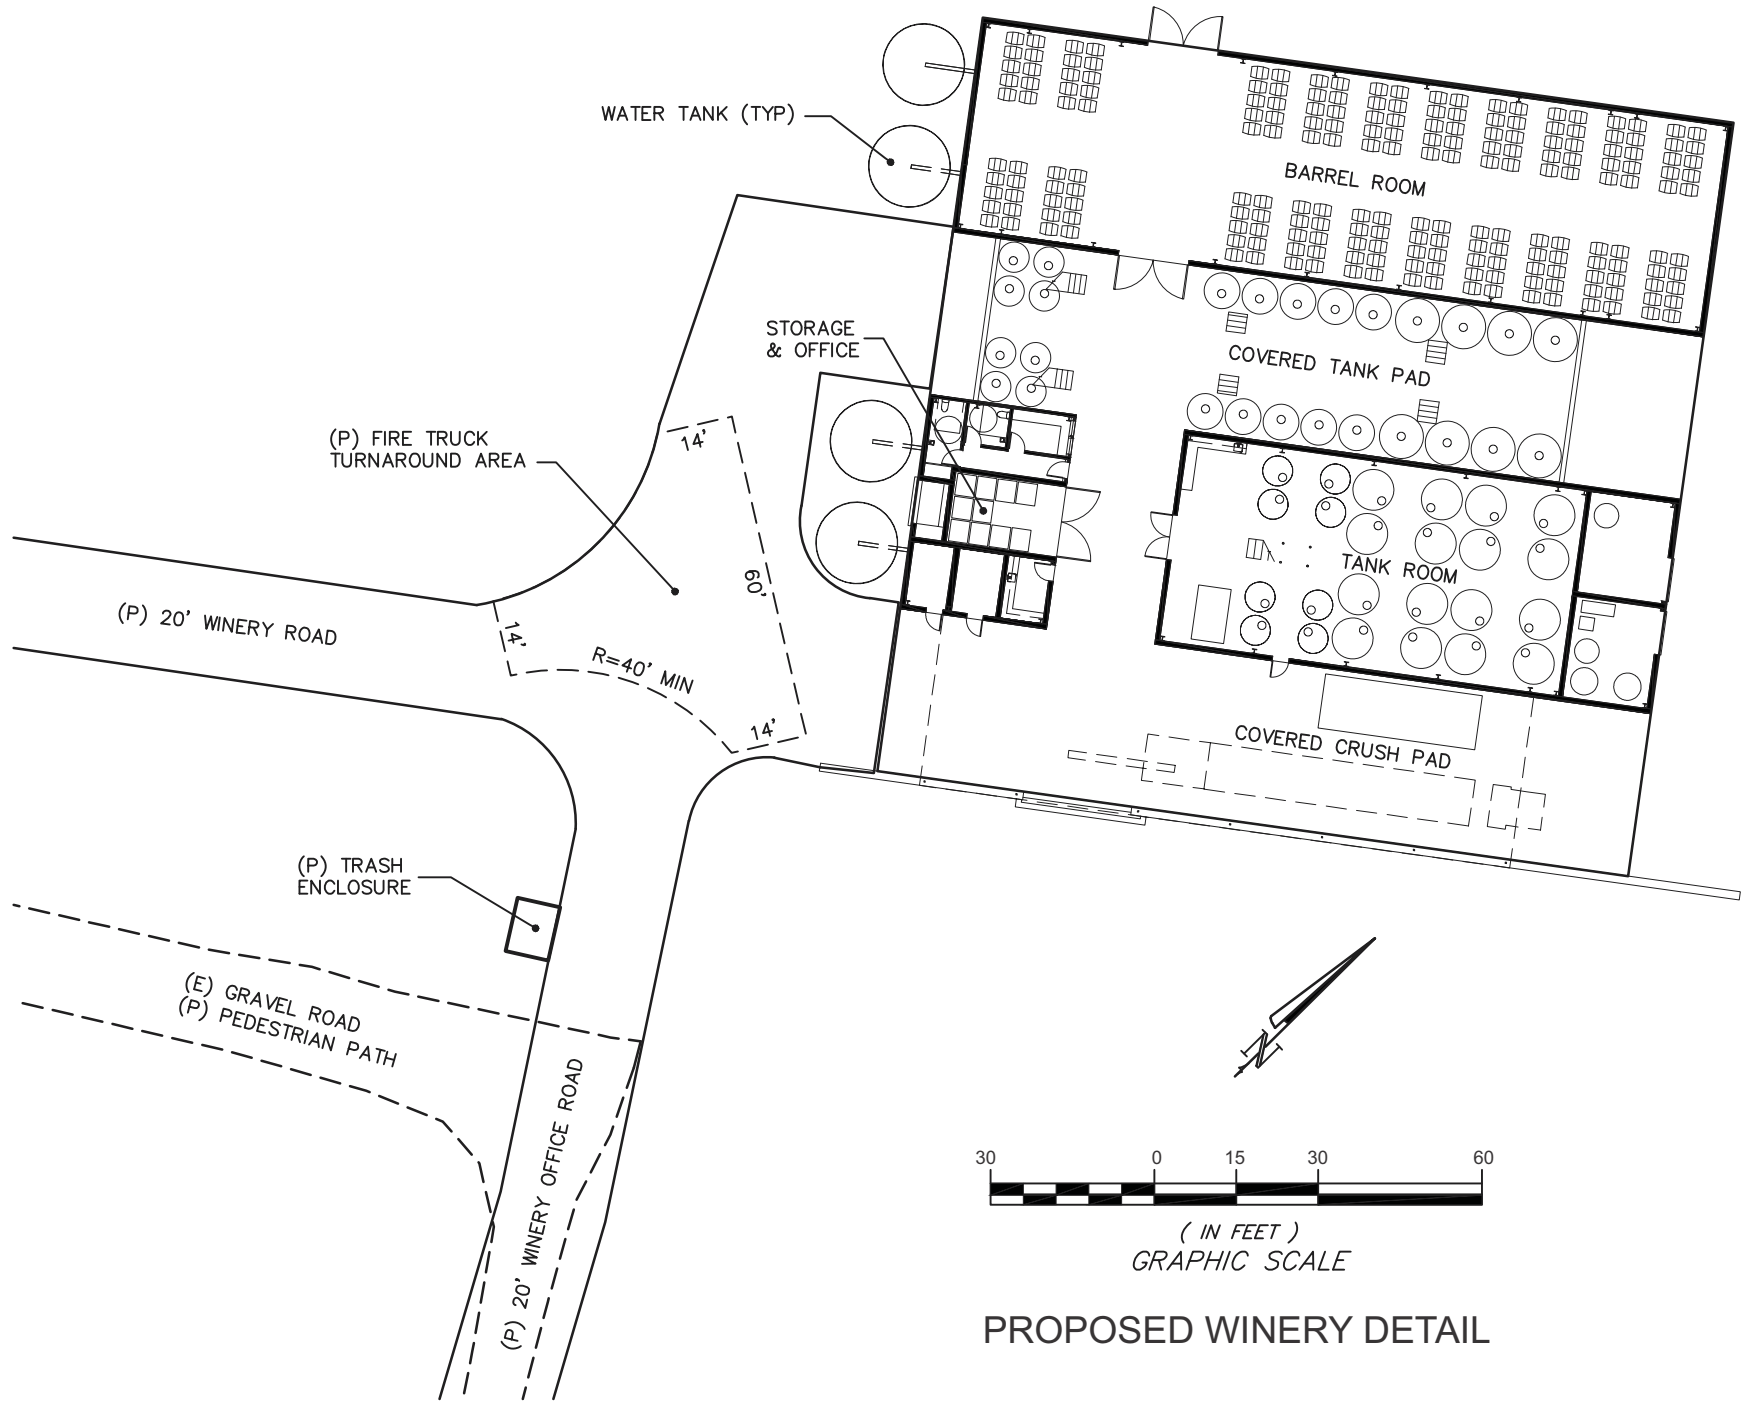 WATER TANK (TYP)
BARREL ROOM
STORAGE
& OFFICE
COVERED TANK PAD
(P) FIRE TRUCK
TURNAROUND AREA
14'
60'
TANK ROOM
(P) 20' WINERY ROAD
14'
R=40' MIN
14'
COVERED CRUSH PAD
(P) TRASH
ENCLOSURE
(E) GRAVEL ROAD
(P) PEDESTRIAN PATH
(P) 20' WINERY OFFICE ROAD
N
30 0 15 30 60
( IN FEET )
GRAPHIC SCALE
PROPOSED WINERY DETAIL